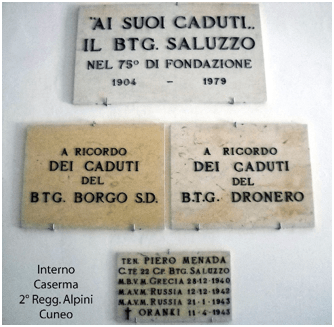 "AI SUOI CADUTI"
IL BTG. SALUZZO
NEL 75° DI FONDAZIONE
1904 - 1979
A RICORDO
DEI CADUTI
DEL
BTG. BORGO S.D.
A RICORDO
DEI CADUTI
DEL
B.T.G. DRONERO
TEN. PIERO MENADA
C.TE 22 CP. BTG SALUZZO
M.B.V.M. GRECIA 28-12-1940
M.A.V.M. RUSSIA 12-12-1942
M.A.V.M. RUSSIA 21-1-1943
ORANKI 11-4-1943
Interno
Caserma
2° Regg. Alpini
Cuneo